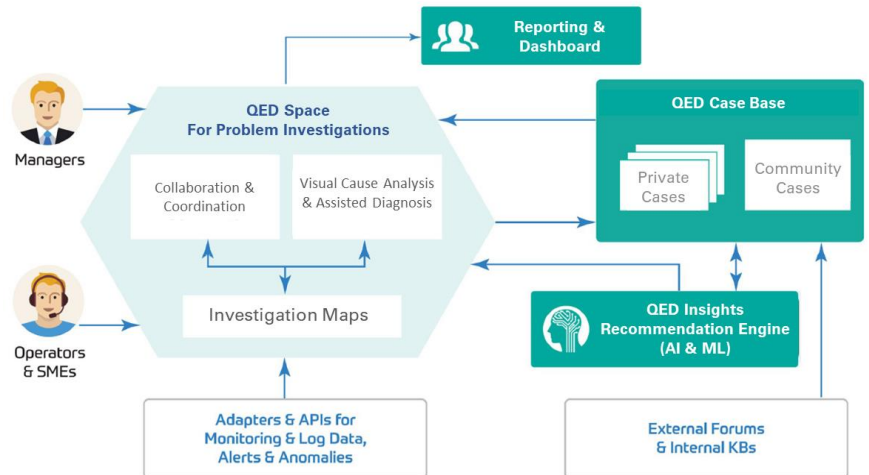 Reporting &
Dashboard
QED Space
For Problem Investigations
QED Case Base
Managers
Collaboration &
Coordination
Visual Cause Analysis
& Assisted Diagnosis
Private
Cases
Community
Cases
Investigation Maps
QED Insights
Recommendation Engine
(AI & ML)
Operators
& SMEs
Adapters & APIs for
Monitoring & Log Data,
Alerts & Anomalies
External Forums
& Internal KBs